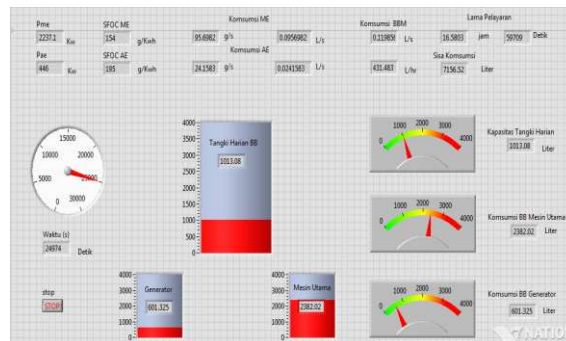 Lama Pelayaran
Pme SFOC ME Komsumsi ME Komsumsi BBM
2237.1 Kw 154 g/Kwh 95.6982 g/s 0.0956982 L/s 0.119856 L/s 16.5803 jam 59709 Detik
Pae SFOC AE Komsumsi AE Sisa Komsumsi
446 Kw 195 g/Kwh 24.1583 g/s 0.0241583 L/s 431.483 L/hr 7156.52 Liter
15000
10000 20000
5000 25000
0 30000
Waktu (s)
24974 Detik
stop
STOP
4000
3500
3000
2500
2000
1500
1000
500
0
Tangki Harian BB
1013.08
0 1000 2000 3000 4000
Kapasitas Tangki Harian
1013.08 Liter
0 1000 2000 3000 4000
Komsumsi BB Mesin Utama
2382.02 Liter
4000
3000
2000
1000
0
Generator
601.325
4000
3000
2000
1000
0
Mesin Utama
2382.02
0 1000 2000 3000 4000
Komsumsi BB Generator
601.325 Liter
NATIO